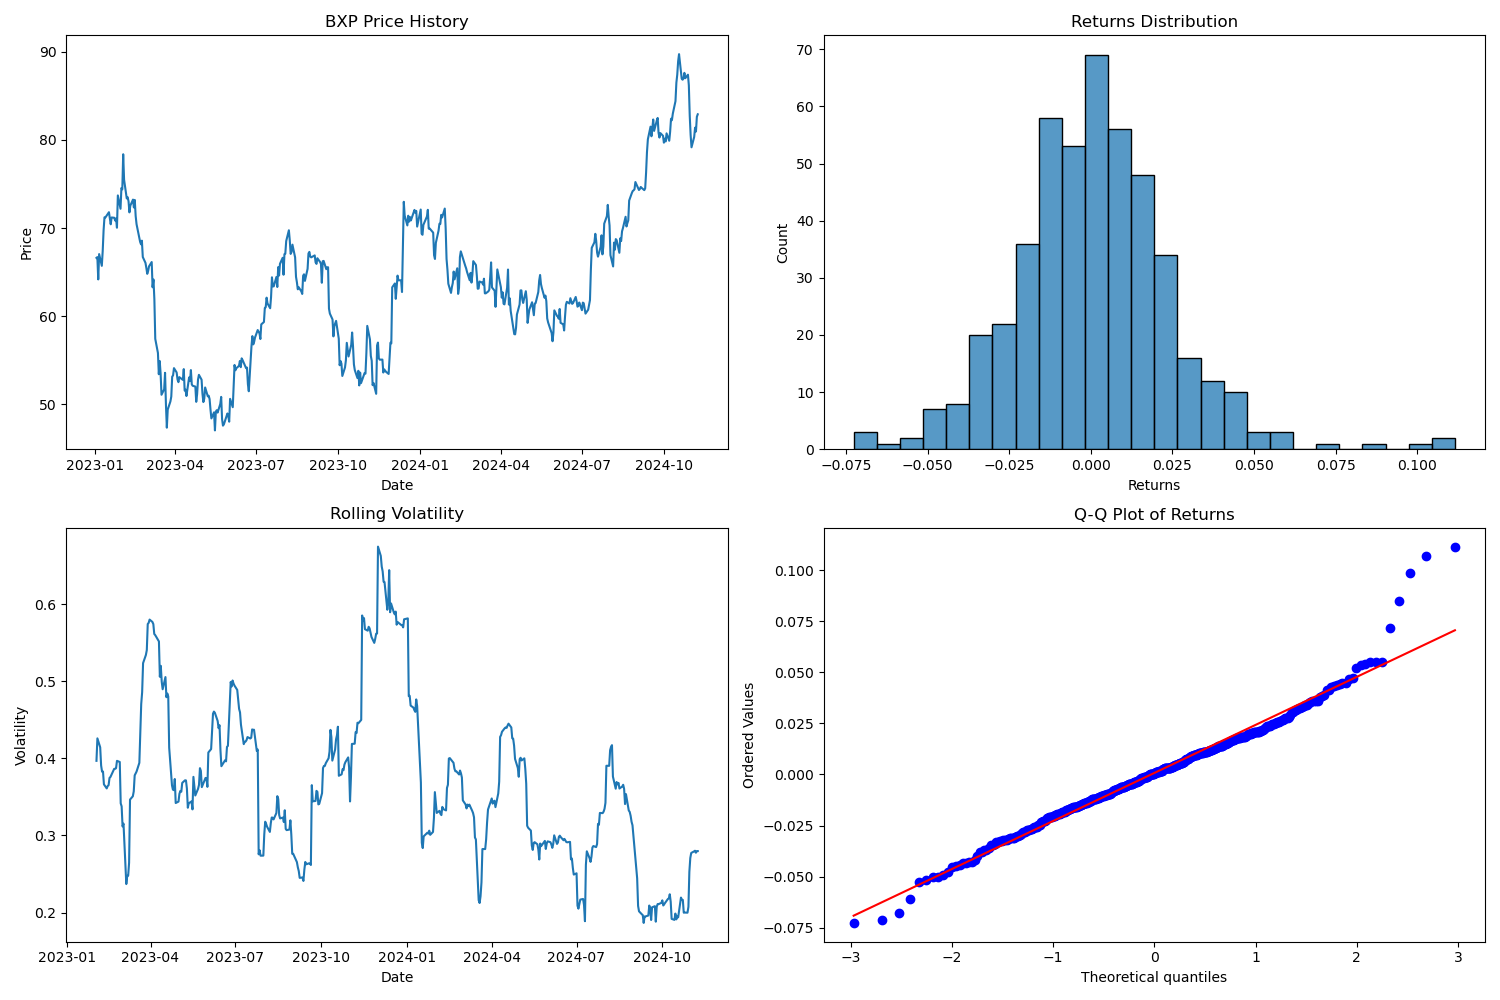 BXP Price History
90
80
70
60
50
Price
2023-01 2023-04 2023-07 2023-10 2024-01 2024-04 2024-07 2024-10
Date
Returns Distribution
70
60
50
40
30
20
10
0
Count
−0.075 −0.050 −0.025 0.000 0.025 0.050 0.075 0.100
Returns
Rolling Volatility
0.6
0.5
0.4
0.3
0.2
Volatility
2023-01 2023-04 2023-07 2023-10 2024-01 2024-04 2024-07 2024-10
Date
Q-Q Plot of Returns
0.100
0.075
0.050
0.025
0.000
−0.025
−0.050
−0.075
Ordered Values
−3 −2 −1 0 1 2 3
Theoretical quantiles